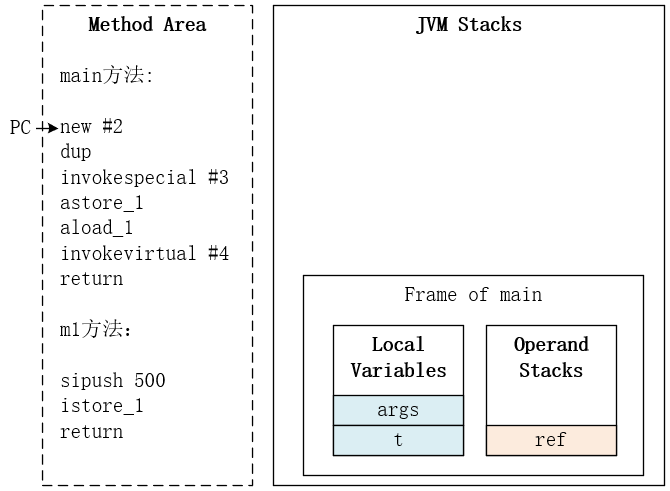 Method Area
main方法:
PC
new #2
dup
invokespecial #3
astore_1
aload_1
invokevirtual #4
return
m1方法：
sipush 500
istore_1
return
JVM Stacks
Frame of main
Local
Variables
args
t
Operand
Stacks
ref